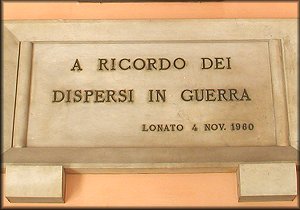 A RICORDO DEI
DISPERSI IN GUERRA
LONATO 4 NOV. 1960